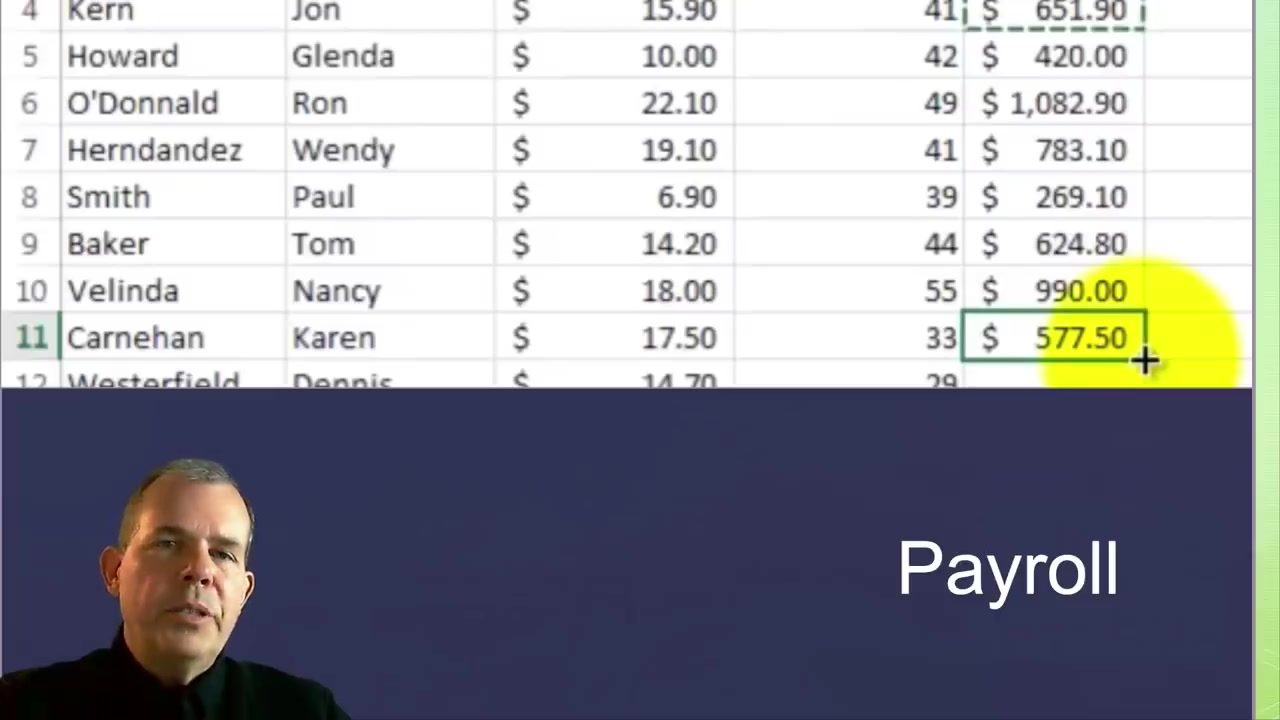 4 Kern Jon $ 15.90 41 $ 651.90
5 Howard Glenda $ 10.00 42 $ 420.00
6 O'Donnald Ron $ 22.10 49 $ 1,082.90
7 Herndandez Wendy $ 19.10 41 $ 783.10
8 Smith Paul $ 6.90 39 $ 269.10
9 Baker Tom $ 14.20 44 $ 624.80
10 Velinda Nancy $ 18.00 55 $ 990.00
11 Carnehan Karen $ 17.50 33 $ 577.50
12 Westerfield Dennis $ 14.70 29
Payroll